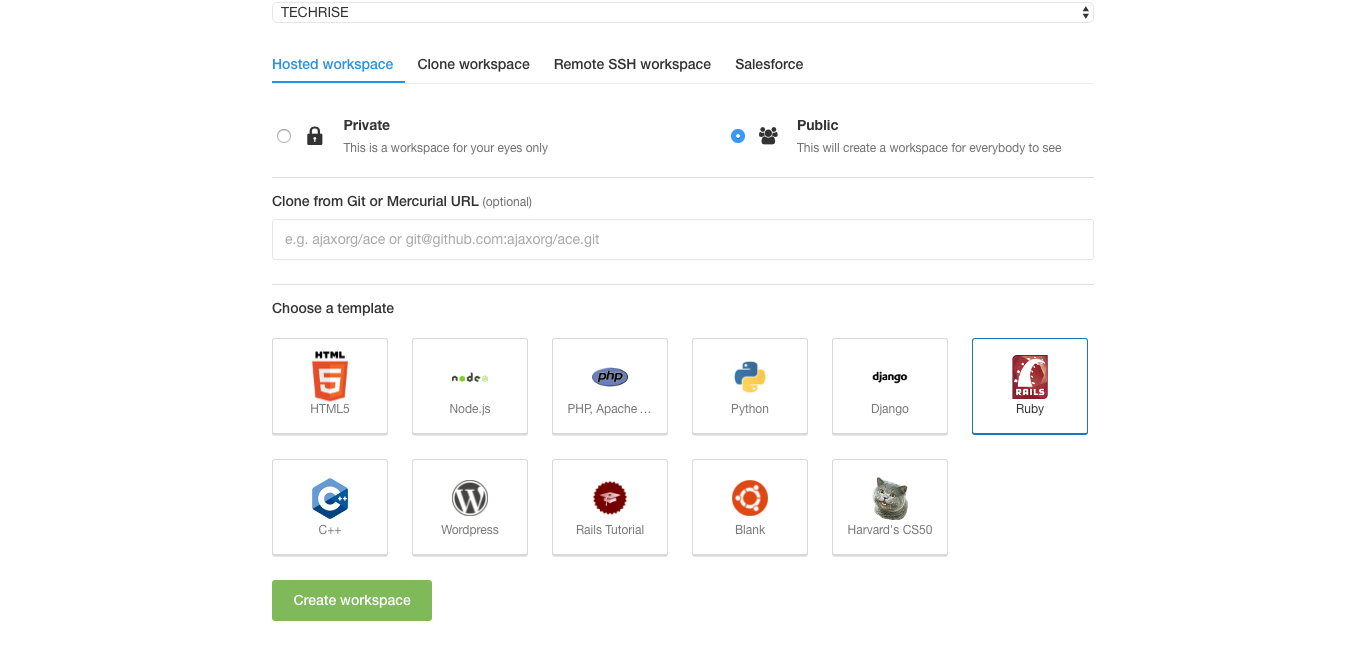 TECHRISE
Hosted workspace Clone workspace Remote SSH workspace Salesforce
Private
This is a workspace for your eyes only
Public
This will create a workspace for everybody to see
Clone from Git or Mercurial URL (optional)
e.g. ajaxorg/ace or git@github.com:ajaxorg/ace.git
Choose a template
HTML
5
HTML5
node
Node.js
php
PHP, Apache ...
Python
django
Django
RAILS
Ruby
C++
C++
W
Wordpress
Rails Tutorial
Blank
Harvard's CS50
Create workspace